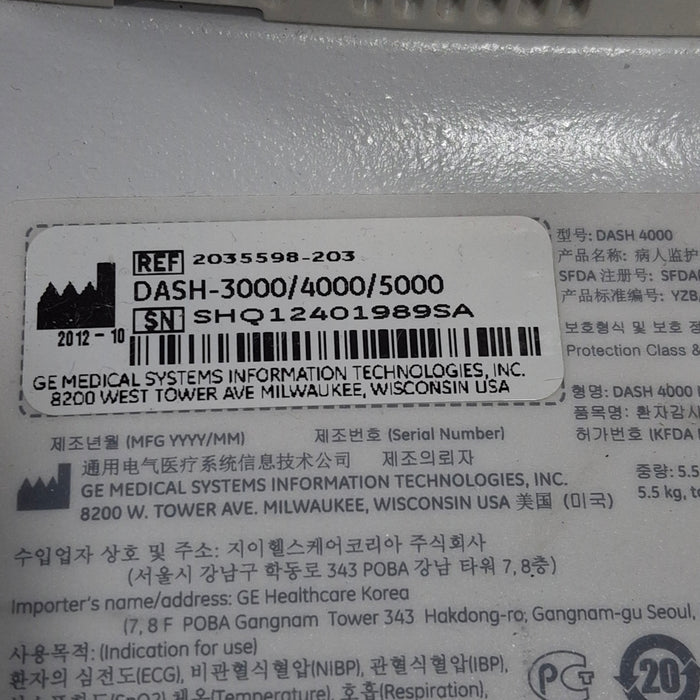 REF 2035598-203
DASH-3000/4000/5000
2012-10
SN SHQ12401989SA
GE MEDICAL SYSTEMS INFORMATION TECHNOLOGIES, INC.
8200 WEST TOWER AVE MILWAUKEE, WISCONSIN USA
型号: DASH 4000
产品名称: 病人监护
SFDA 注册号: SFDA
产品标准编号: YZB
보호형식 및 보호 정
Protection Class &
형명: DASH 4000
품목명: 환자감시
허가번호 (KFDA
중량: 5.5
5.5 kg,
제조년월 (MFG YYYY/MM) 제조번호 (Serial Number)
通用电气医疗系统信息技术公司 제조의뢰자
GE MEDICAL SYSTEMS INFORMATION TECHNOLOGIES, INC.
8200 W. TOWER AVE. MILWAUKEE, WISCONSIN USA 美国 (미국)
수입업자 상호 및 주소: 지이헬스케어코리아 주식회사
(서울시 강남구 학동로 343 POBA 강남 타워 7, 8층)
Importer's name/address: GE Healthcare Korea
(7, 8 F POBA Gangnam Tower 343 Hakdong-ro, Gangnam-gu Seoul,
사용목적: (Indication for use)
환자의 심전도(ECG), 비관혈식혈압(NIBP), 관혈식혈압(IBP),
체온(Temperature), 호흡(Respiration),
20